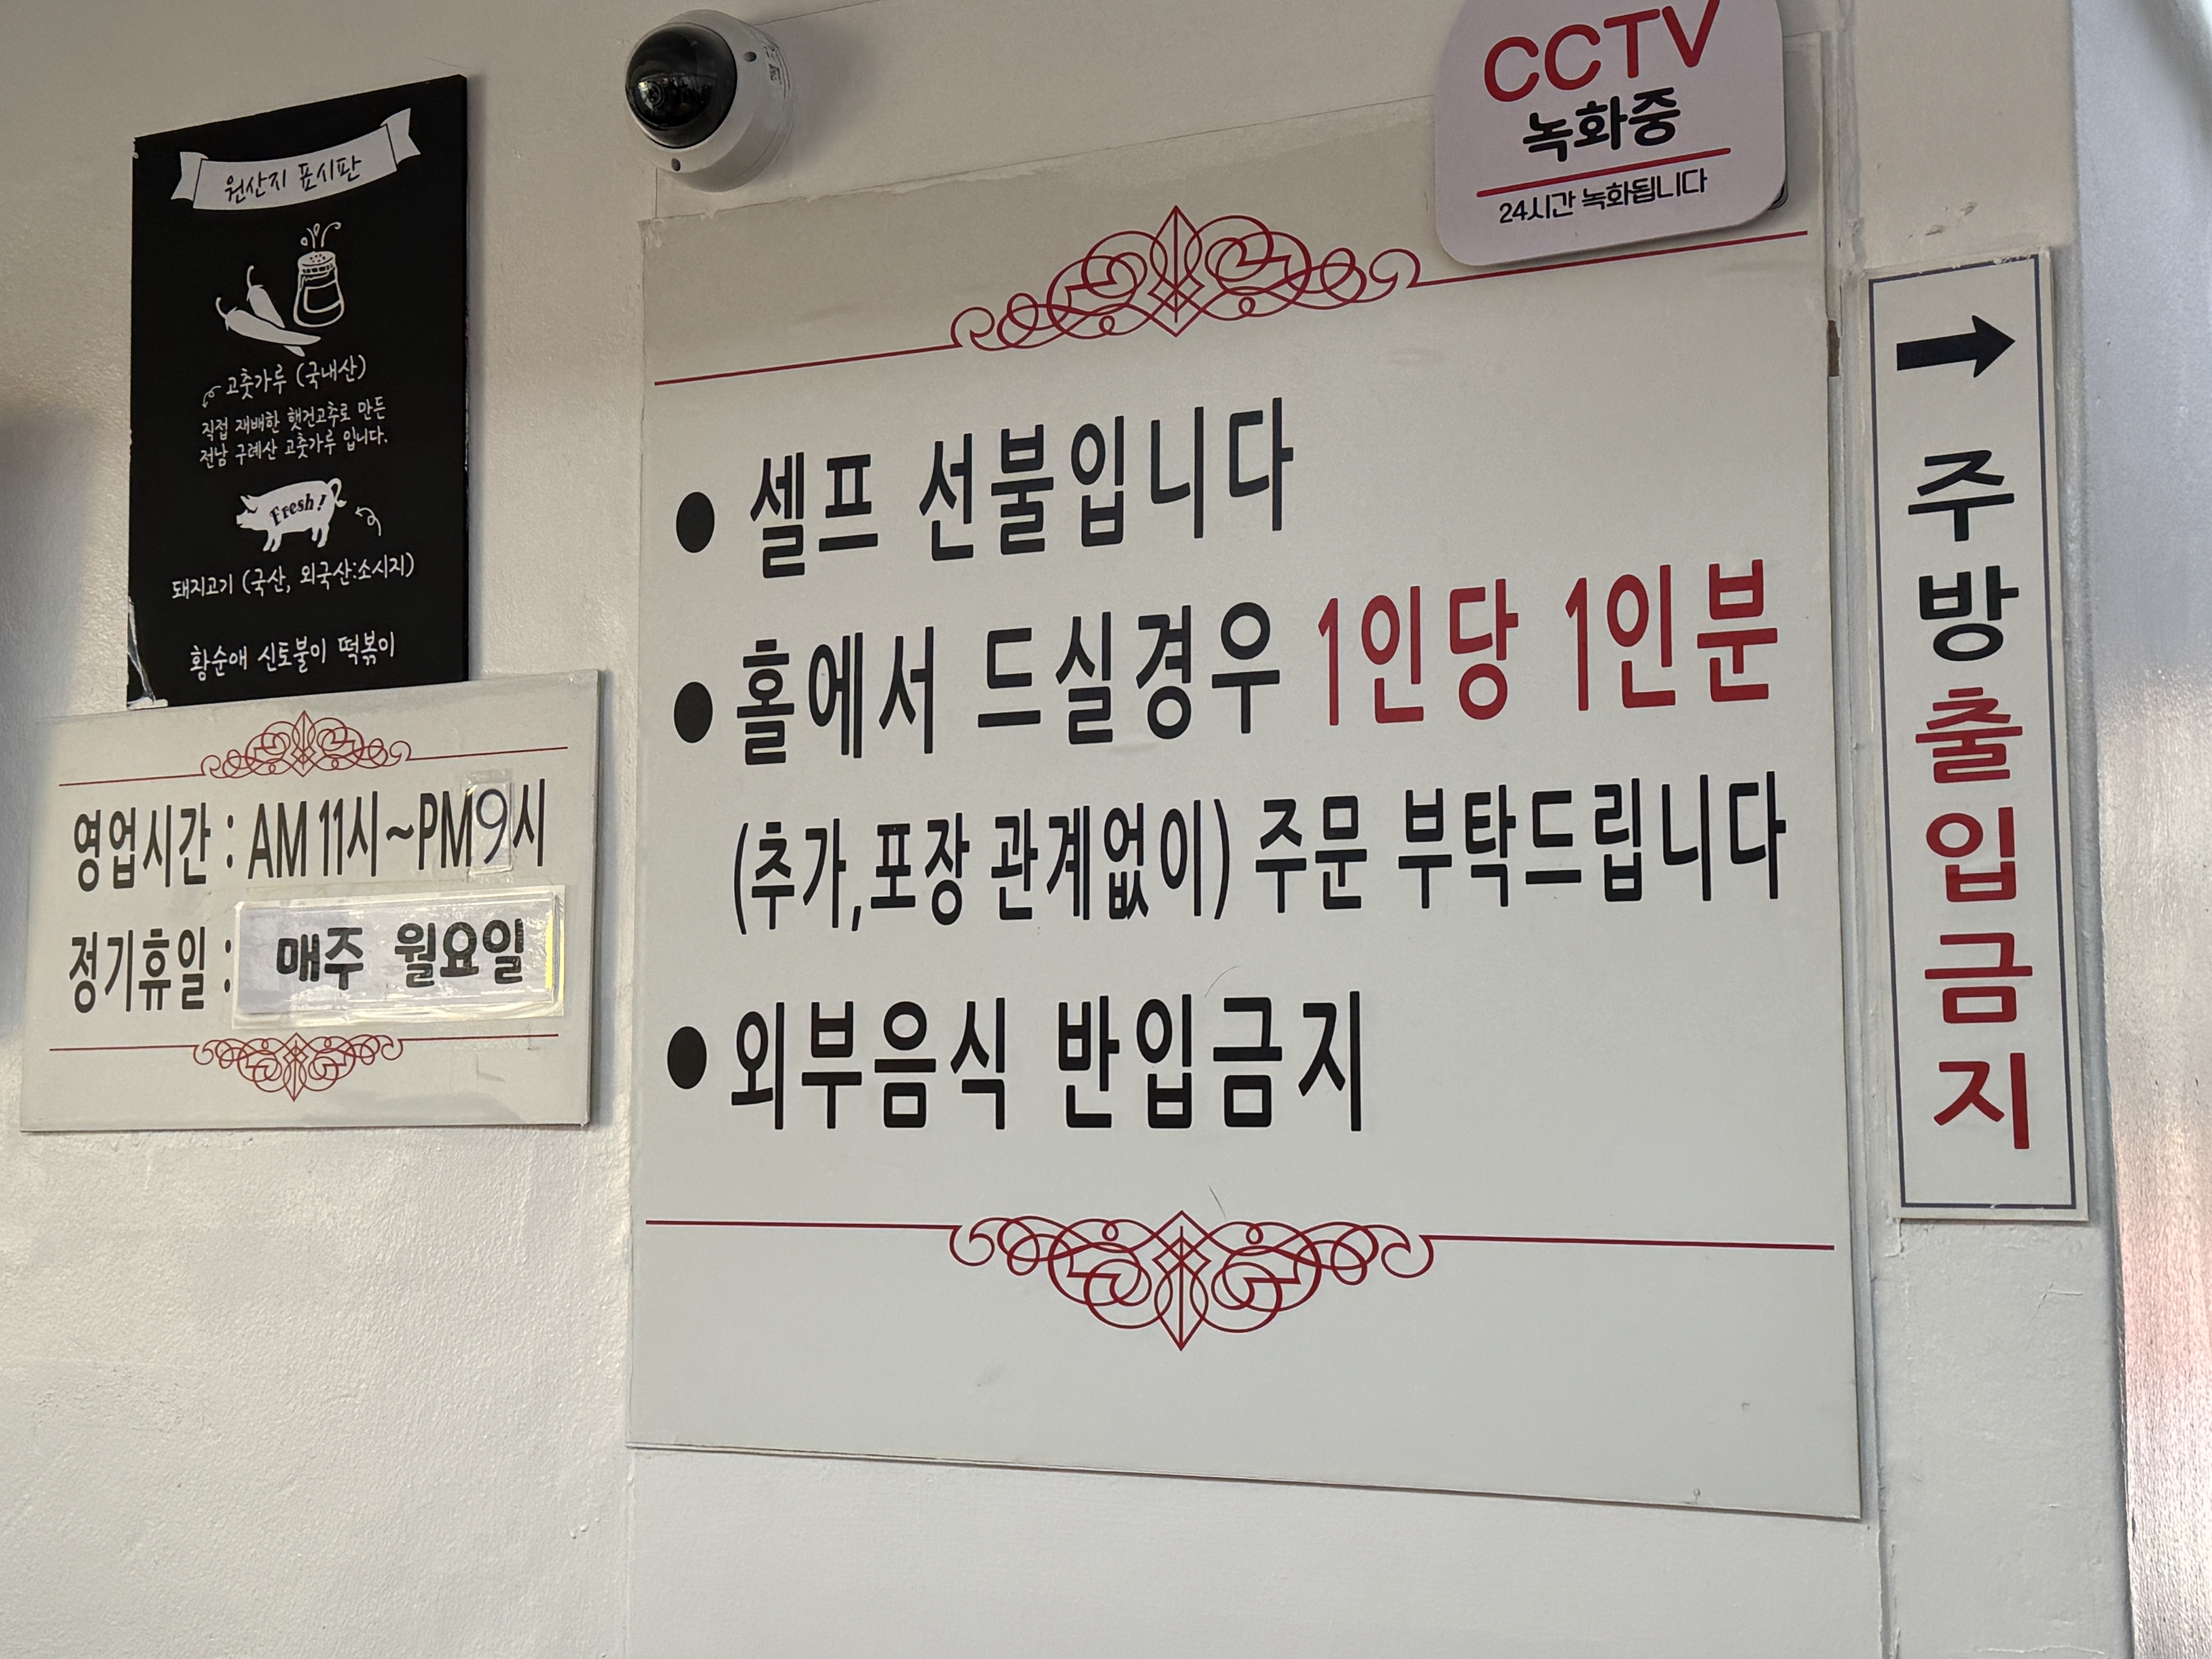 원산지 표시판
고춧가루 (국내산)
직접 재배한 햇건고추로 만든
전남 구례산 고춧가루 입니다.
Fresh!
돼지고기 (국산, 외국산:소시지)
황순애 신토불이 떡볶이
영업시간 : AM 11시~PM9시
정기휴일 : 매주 월요일
CCTV
녹화중
24시간 녹화됩니다
● 셀프 선불입니다
● 홀에서 드실경우 1인당 1인분
(추가,포장 관계없이) 주문 부탁드립니다
● 외부음식 반입금지
→ 주방출입금지